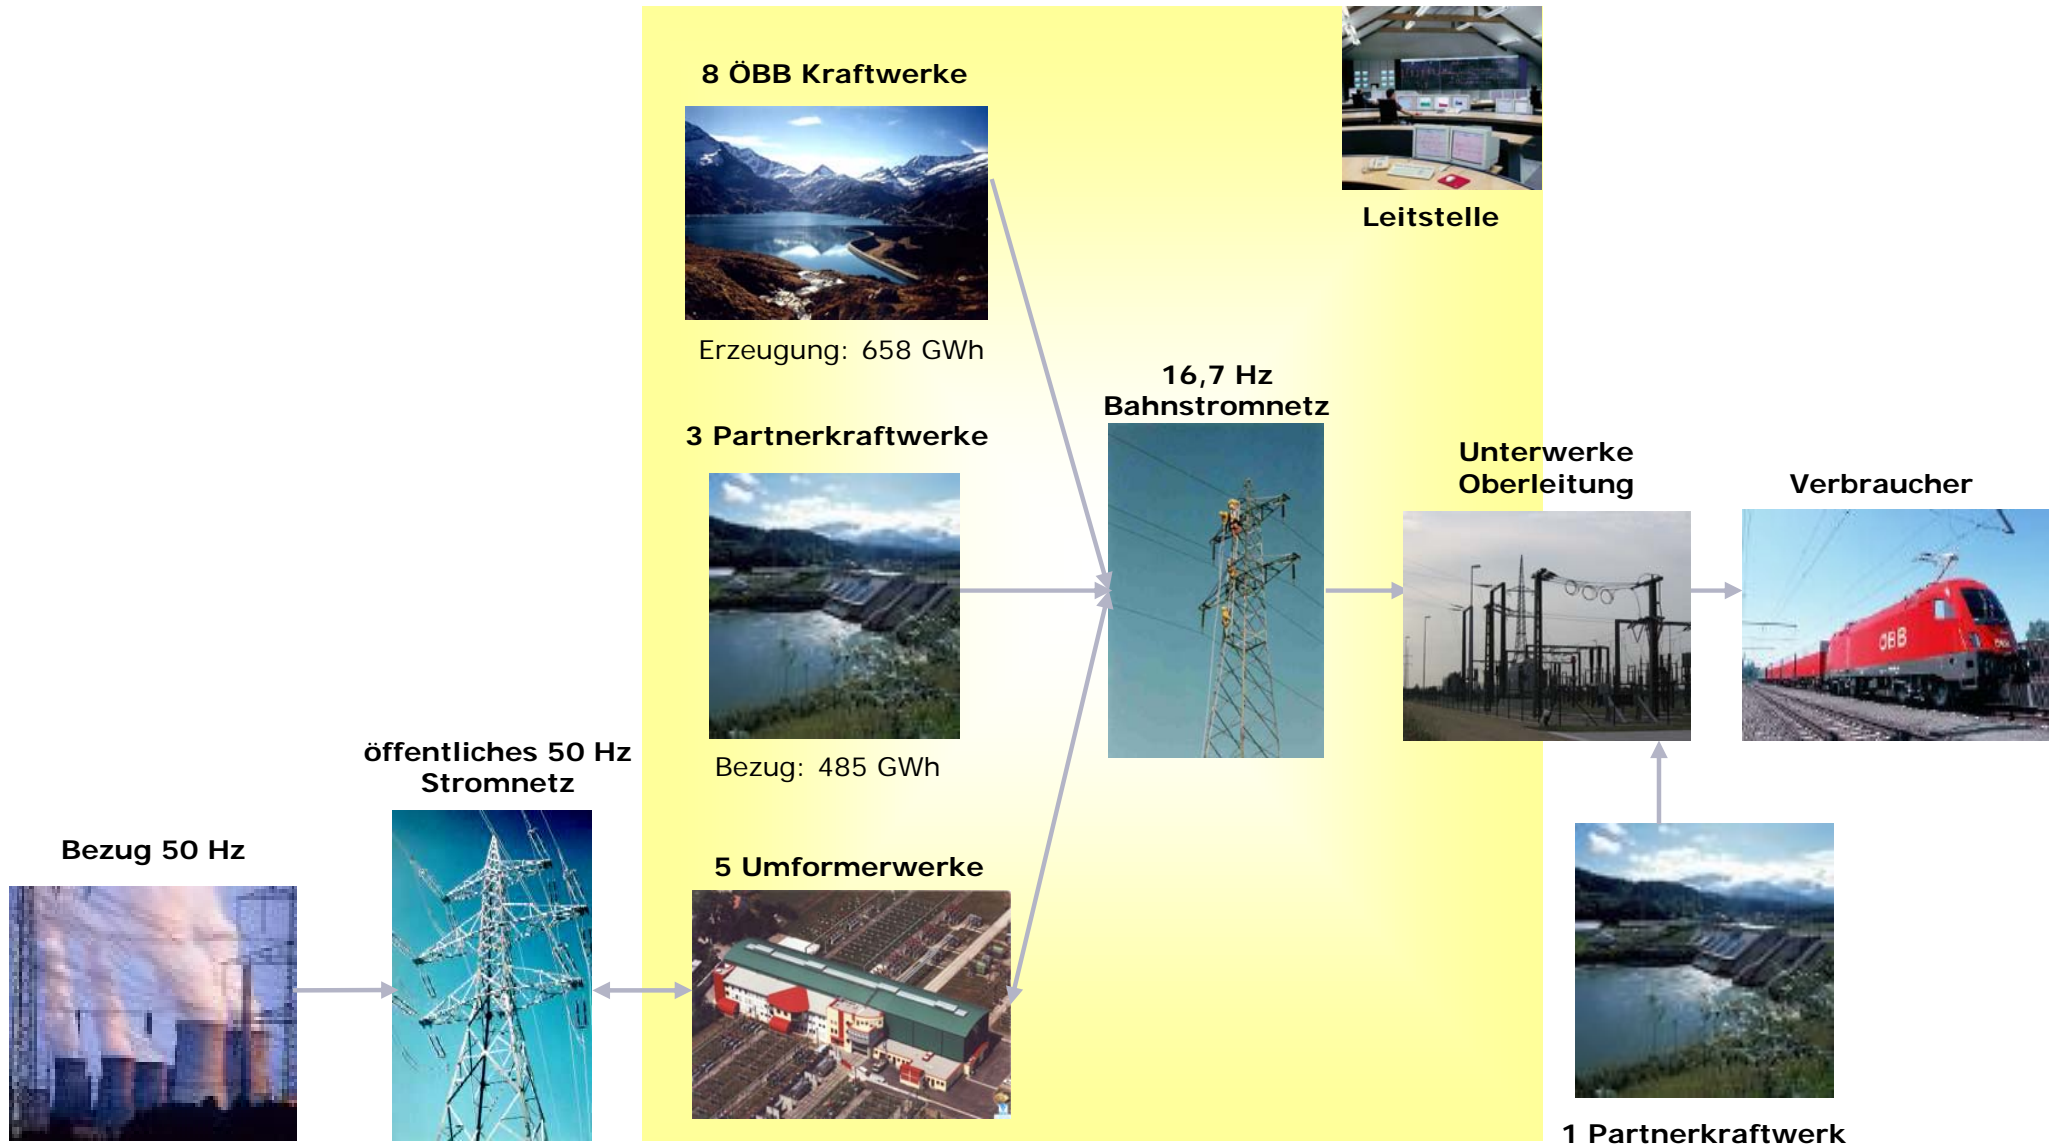 8 ÖBB Kraftwerke
Erzeugung: 658 GWh
3 Partnerkraftwerke
Bezug: 485 GWh
5 Umformerwerke
öffentliches 50 Hz
Stromnetz
Bezug 50 Hz
Leitstelle
16,7 Hz
Bahnstromnetz
Unterwerke
Oberleitung
Verbraucher
ÖBB
1 Partnerkraftwerk